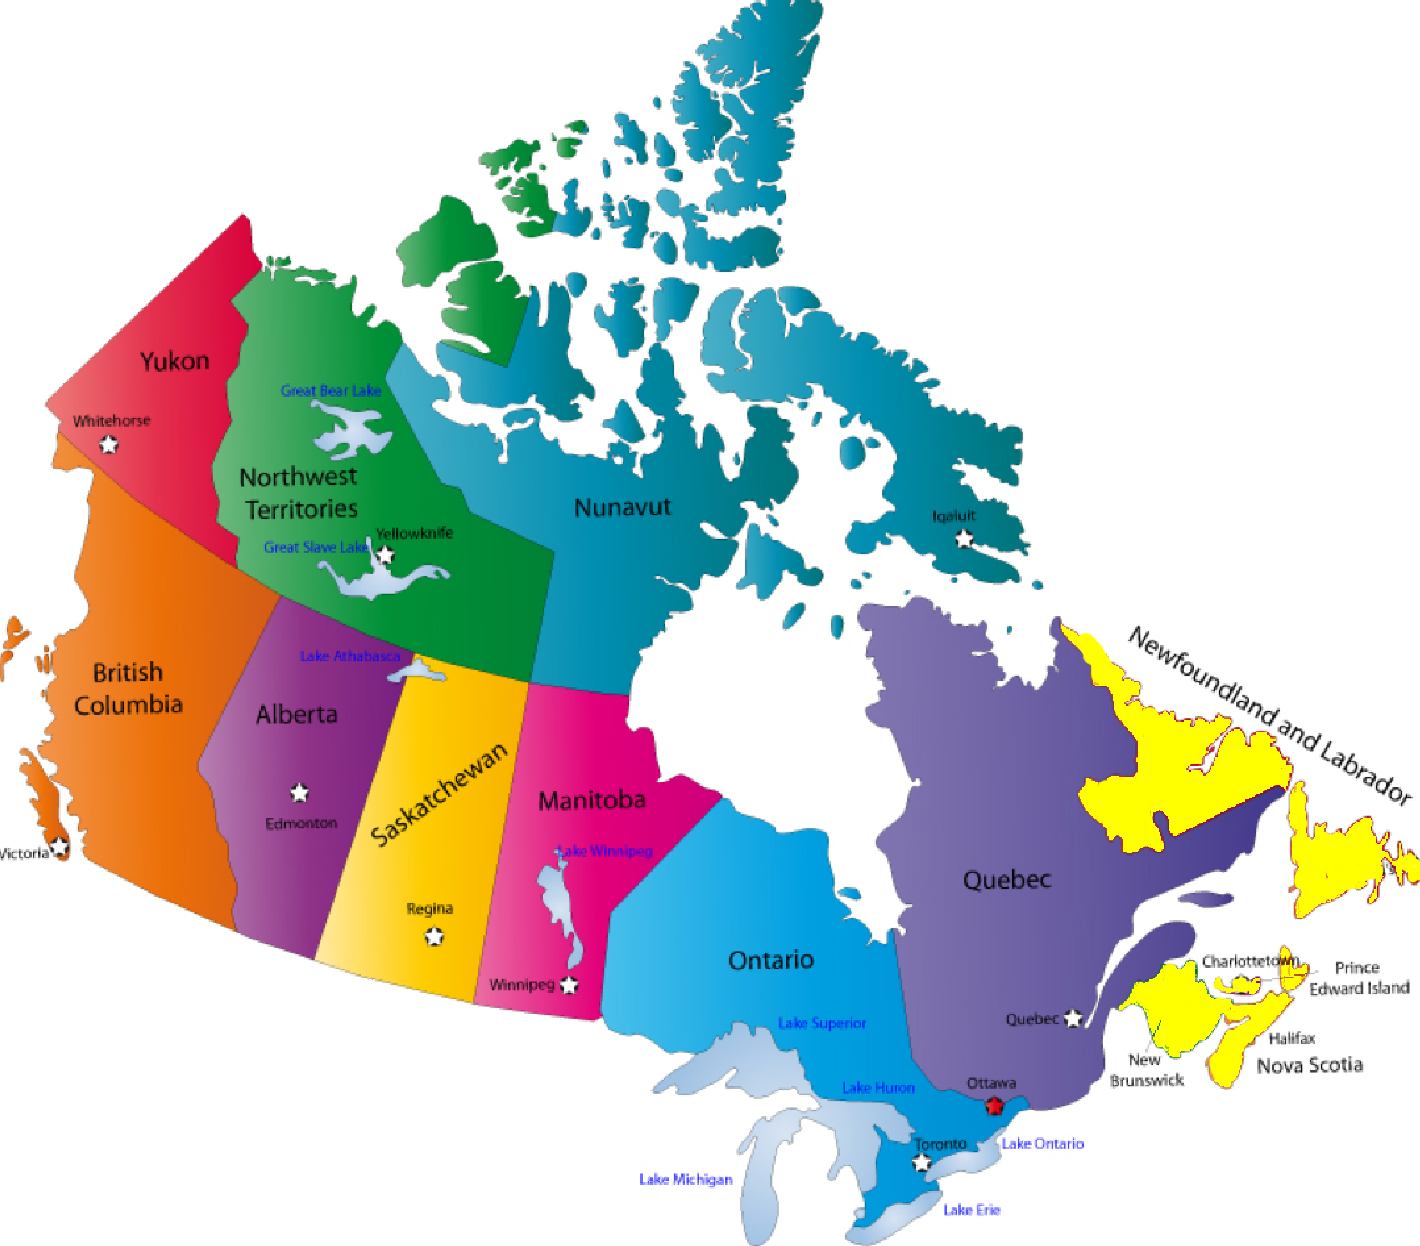 Yukon
Whitehorse
Great Bear Lake
Northwest
Territories
Yellowknife
Great Slave Lake
Nunavut
Iqaluit
British
Columbia
Victoria
Lake Athabasca
Alberta
Edmonton
Saskatchewan
Regina
Manitoba
Lake Winnipeg
Winnipeg
Ontario
Lake Superior
Lake Huron
Ottawa
Toronto
Lake Ontario
Lake Michigan
Lake Erie
Quebec
Quebec
Newfoundland and Labrador
Charlottetown
Prince
Edward Island
Halifax
Nova Scotia
New
Brunswick